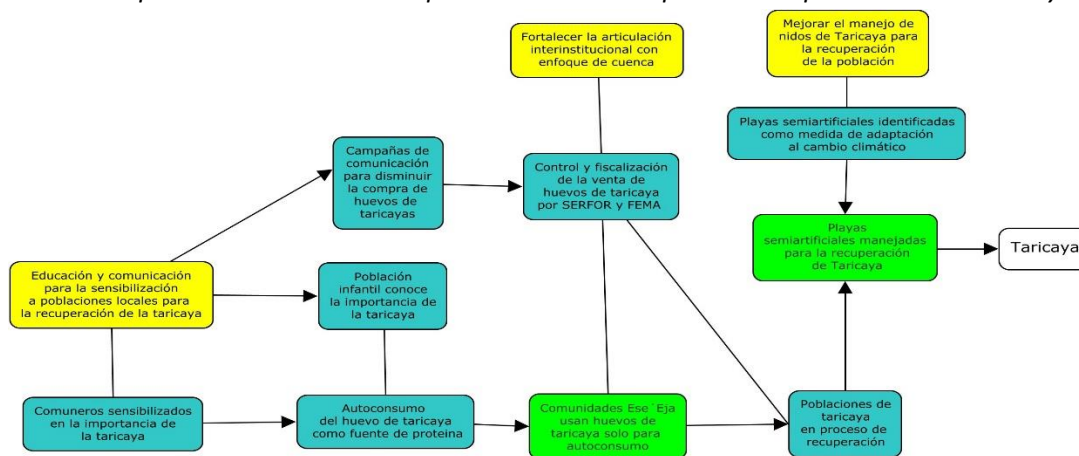 Fortalecer la articulación
interinstitucional con
enfoque de cuenca
Mejorar el manejo de
nidos de Taricaya para
la recuperación
de la población
Playas semiartificiales identificadas
como medida de adaptación
al cambio climático
Campañas de
comunicación
para disminuir
la compra de
huevos de
taricayas
Control y fiscalización
de la venta de
huevos de taricaya
por SERFOR y FEMA
Playas
semiartificiales manejadas
para la recuperación
de Taricaya
Taricaya
Educación y comunicación
para la sensibilización
a poblaciones locales para
la recuperación de la taricaya
Población
infantil conoce
la importancia de
la taricaya
Comuneros sensibilizados
en la importancia de
la taricaya
Autoconsumo
del huevo de taricaya
como fuente de proteina
Comunidades Ese´Eja
usan huevos de
taricaya solo para
autoconsumo
Poblaciones de
taricaya
en proceso de
recuperación